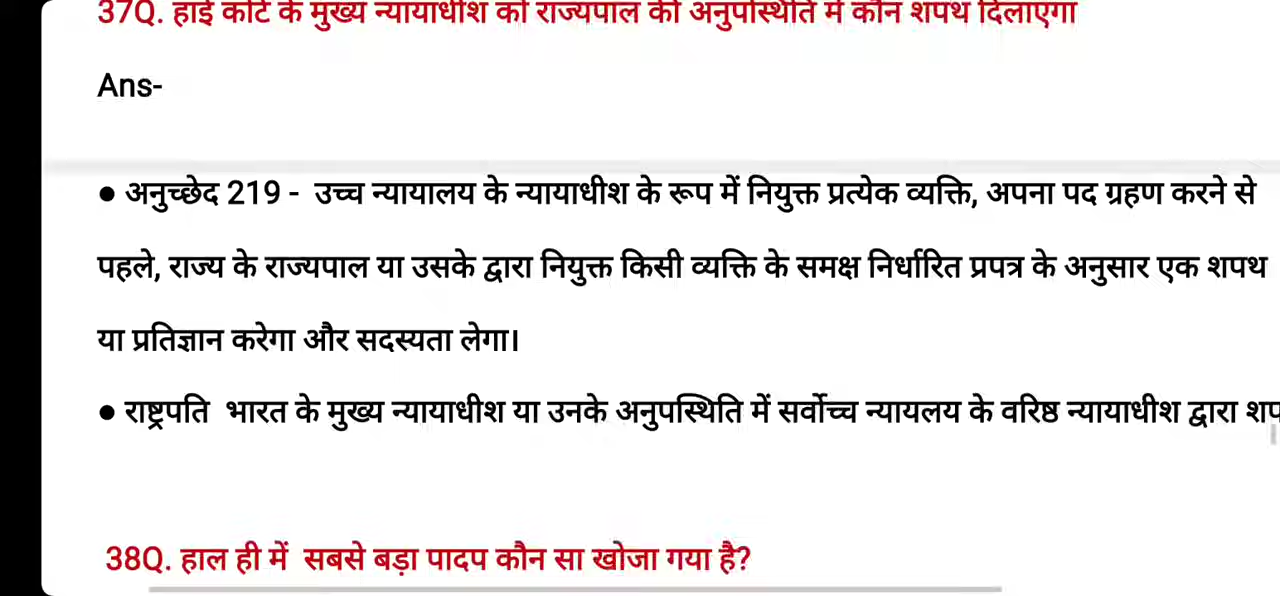 37Q. हाई कोर्ट के मुख्य न्यायाधीश को राज्यपाल की अनुपस्थिति में कौन शपथ दिलाएगा
Ans-
● अनुच्छेद 219 - उच्च न्यायालय के न्यायाधीश के रूप में नियुक्त प्रत्येक व्यक्ति, अपना पद ग्रहण करने से
पहले, राज्य के राज्यपाल या उसके द्वारा नियुक्त किसी व्यक्ति के समक्ष निर्धारित प्रपत्र के अनुसार एक शपथ
या प्रतिज्ञान करेगा और सदस्यता लेगा।
● राष्ट्रपति भारत के मुख्य न्यायाधीश या उनके अनुपस्थिति में सर्वोच्च न्यायलय के वरिष्ठ न्यायाधीश द्वारा
38Q. हाल ही में सबसे बड़ा पादप कौन सा खोजा गया है?